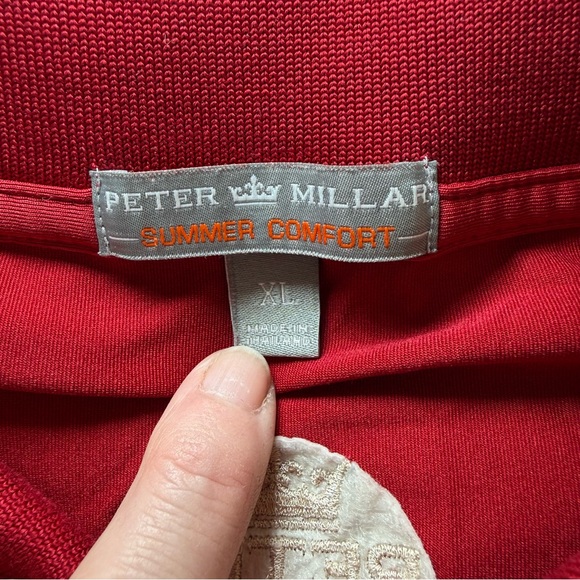 PETER MILLAR
SUMMER COMFORT
XL
MADE IN
THAILAND